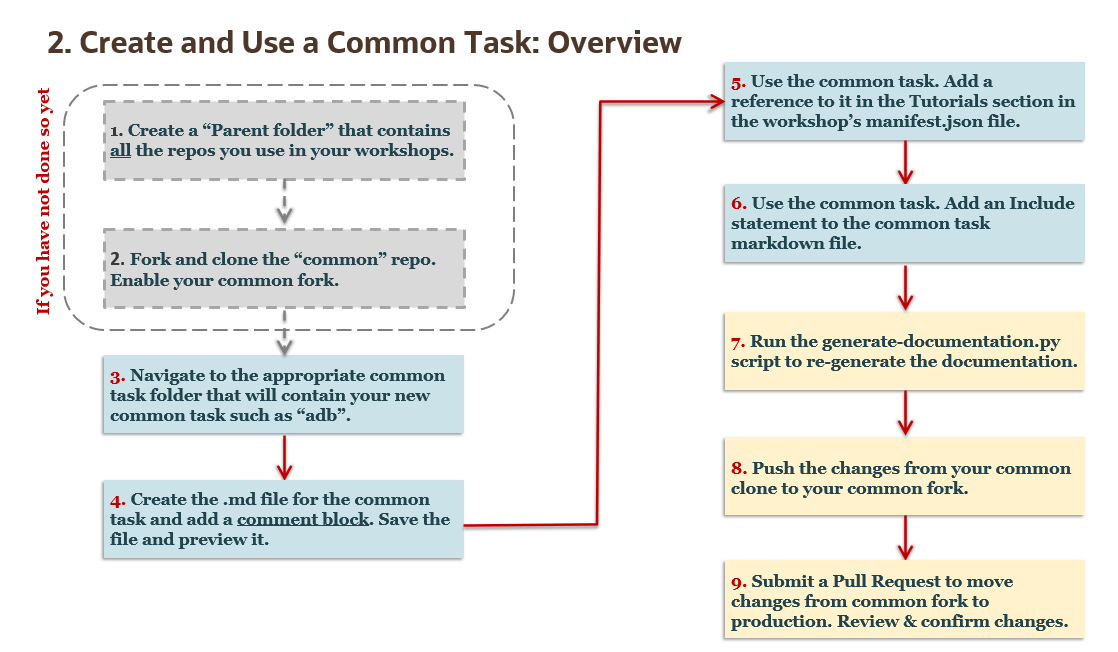 2. Create and Use a Common Task: Overview
If you have not done so yet
1. Create a “Parent folder” that contains
all the repos you use in your workshops.
2. Fork and clone the “common” repo.
Enable your common fork.
3. Navigate to the appropriate common
task folder that will contain your new
common task such as “adb”.
4. Create the .md file for the common
task and add a comment block. Save the
file and preview it.
5. Use the common task. Add a
reference to it in the Tutorials section in
the workshop’s manifest.json file.
6. Use the common task. Add an Include
statement to the common task
markdown file.
7. Run the generate-documentation.py
script to re-generate the documentation.
8. Push the changes from your common
clone to your common fork.
9. Submit a Pull Request to move
changes from common fork to
production. Review & confirm changes.